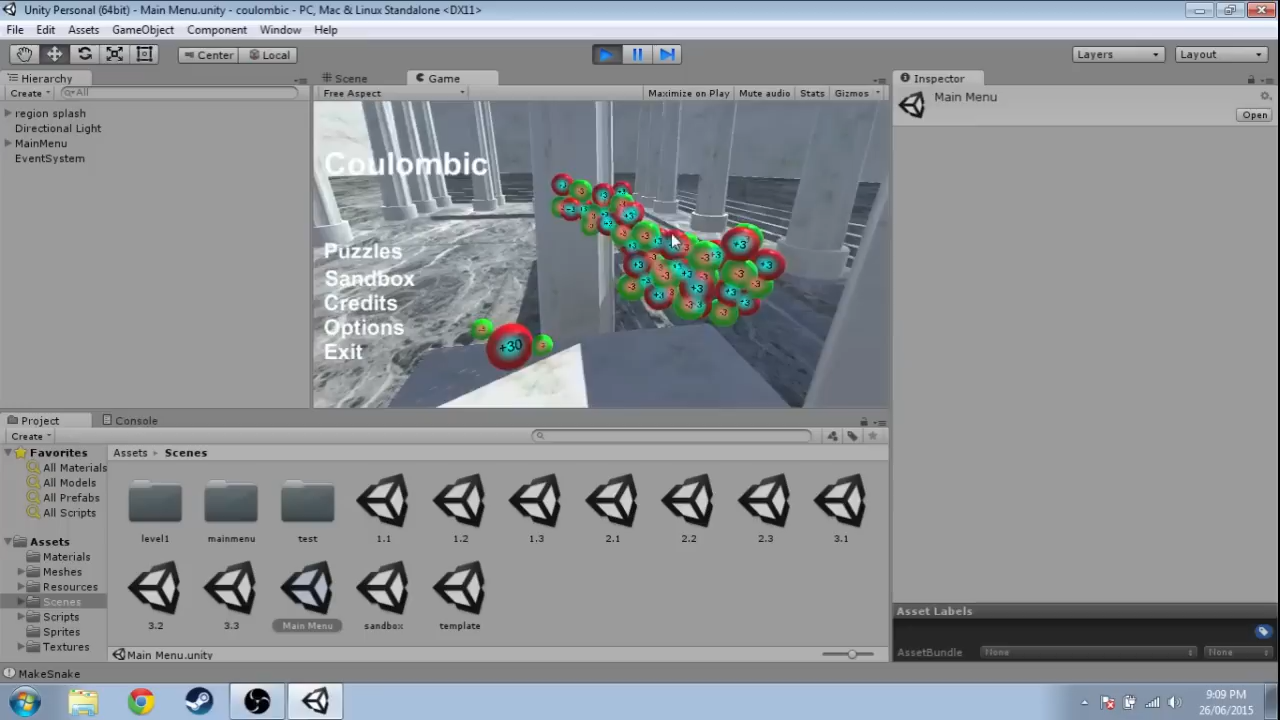 Unity Personal (64bit) - Main Menu.unity - coulombic - PC, Mac & Linux Standalone <DX11>
File Edit Assets GameObject Component Window Help
Center Local Layers Layout
Hierarchy Scene Game Inspector
Create All Free Aspect Maximize on Play Mute audio Stats Gizmos
Main Menu
Open
region splash
Directional Light
MainMenu
EventSystem
Coulombic
Puzzles
Sandbox
Credits
Options
Exit
+30
+3
-3
Project Console
Create
Favorites
All Materials
All Models
All Prefabs
All Scripts
Assets
Materials
Meshes
Resources
Scenes
Scripts
Sprites
Textures
Assets Scenes
level1 mainmenu test 1.1 1.2 1.3 2.1 2.2 2.3 3.1
3.2 3.3 Main Menu sandbox template
Main Menu.unity
Asset Labels
AssetBundle None None
MakeSnake
9:09 PM
26/06/2015